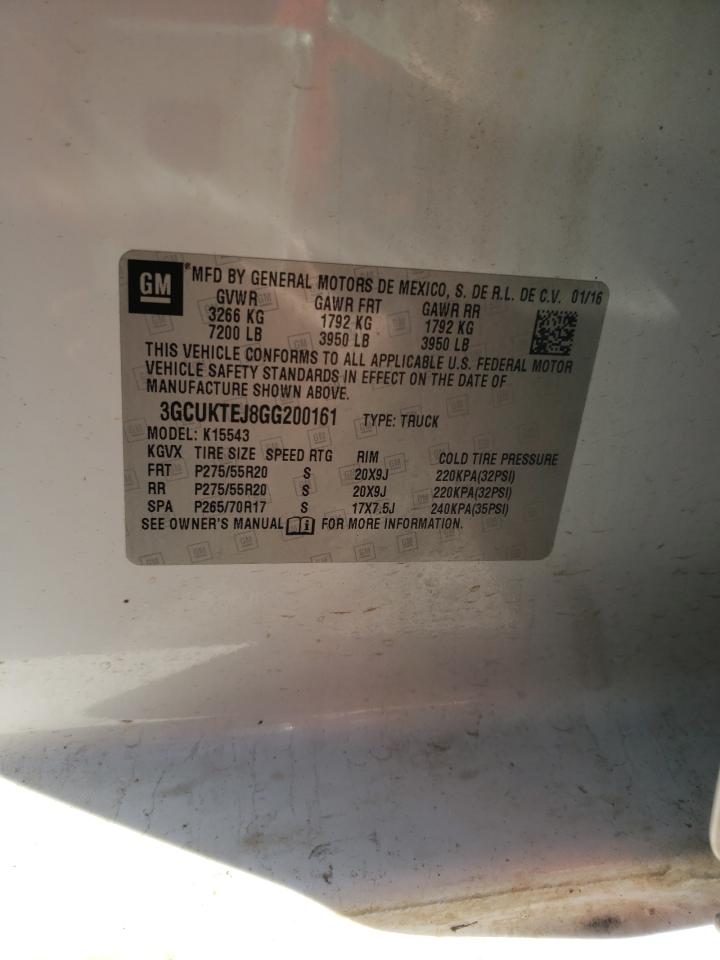 GM
*MFD BY GENERAL MOTORS DE MEXICO, S. DE R.L. DE C.V. 01/16
GVWR GAWR FRT GAWR RR
3266 KG 1792 KG 1792 KG
7200 LB 3950 LB 3950 LB
THIS VEHICLE CONFORMS TO ALL APPLICABLE U.S. FEDERAL MOTOR
VEHICLE SAFETY STANDARDS IN EFFECT ON THE DATE OF
MANUFACTURE SHOWN ABOVE.
3GCUKTEJ8GG200161 TYPE: TRUCK
MODEL: K15543
KGVX TIRE SIZE SPEED RTG RIM COLD TIRE PRESSURE
FRT P275/55R20 S 20X9J 220KPA(32PSI)
RR P275/55R20 S 20X9J 220KPA(32PSI)
SPA P265/70R17 S 17X7.5J 240KPA(35PSI)
SEE OWNER'S MANUAL FOR MORE INFORMATION.